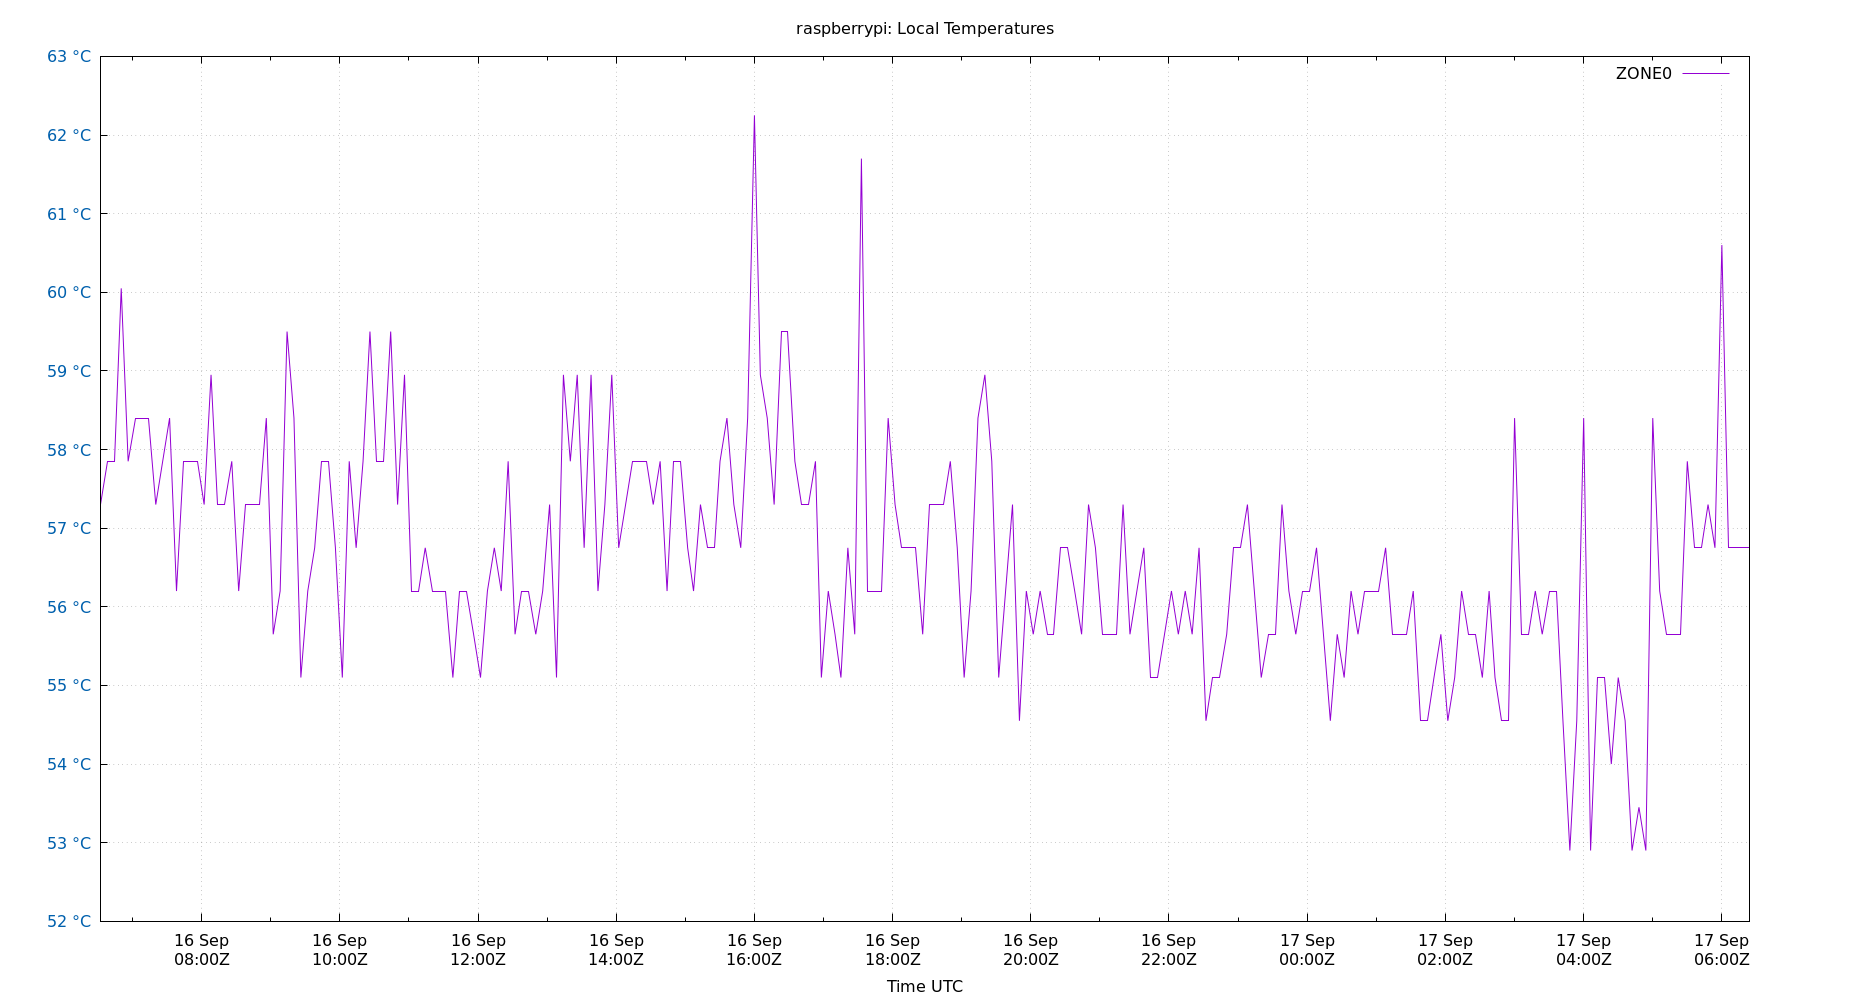 raspberrypi: Local Temperatures
63 °C
ZONE0
62 °C
61 °C
60 °C
59 °C
58 °C
57 °C
56 °C
55 °C
54 °C
53 °C
52 °C
16 Sep 16 Sep 16 Sep 16 Sep 16 Sep 16 Sep 16 Sep 16 Sep 17 Sep 17 Sep 17 Sep 17 Sep
08:00Z 10:00Z 12:00Z 14:00Z 16:00Z 18:00Z 20:00Z 22:00Z 00:00Z 02:00Z 04:00Z 06:00Z
Time UTC